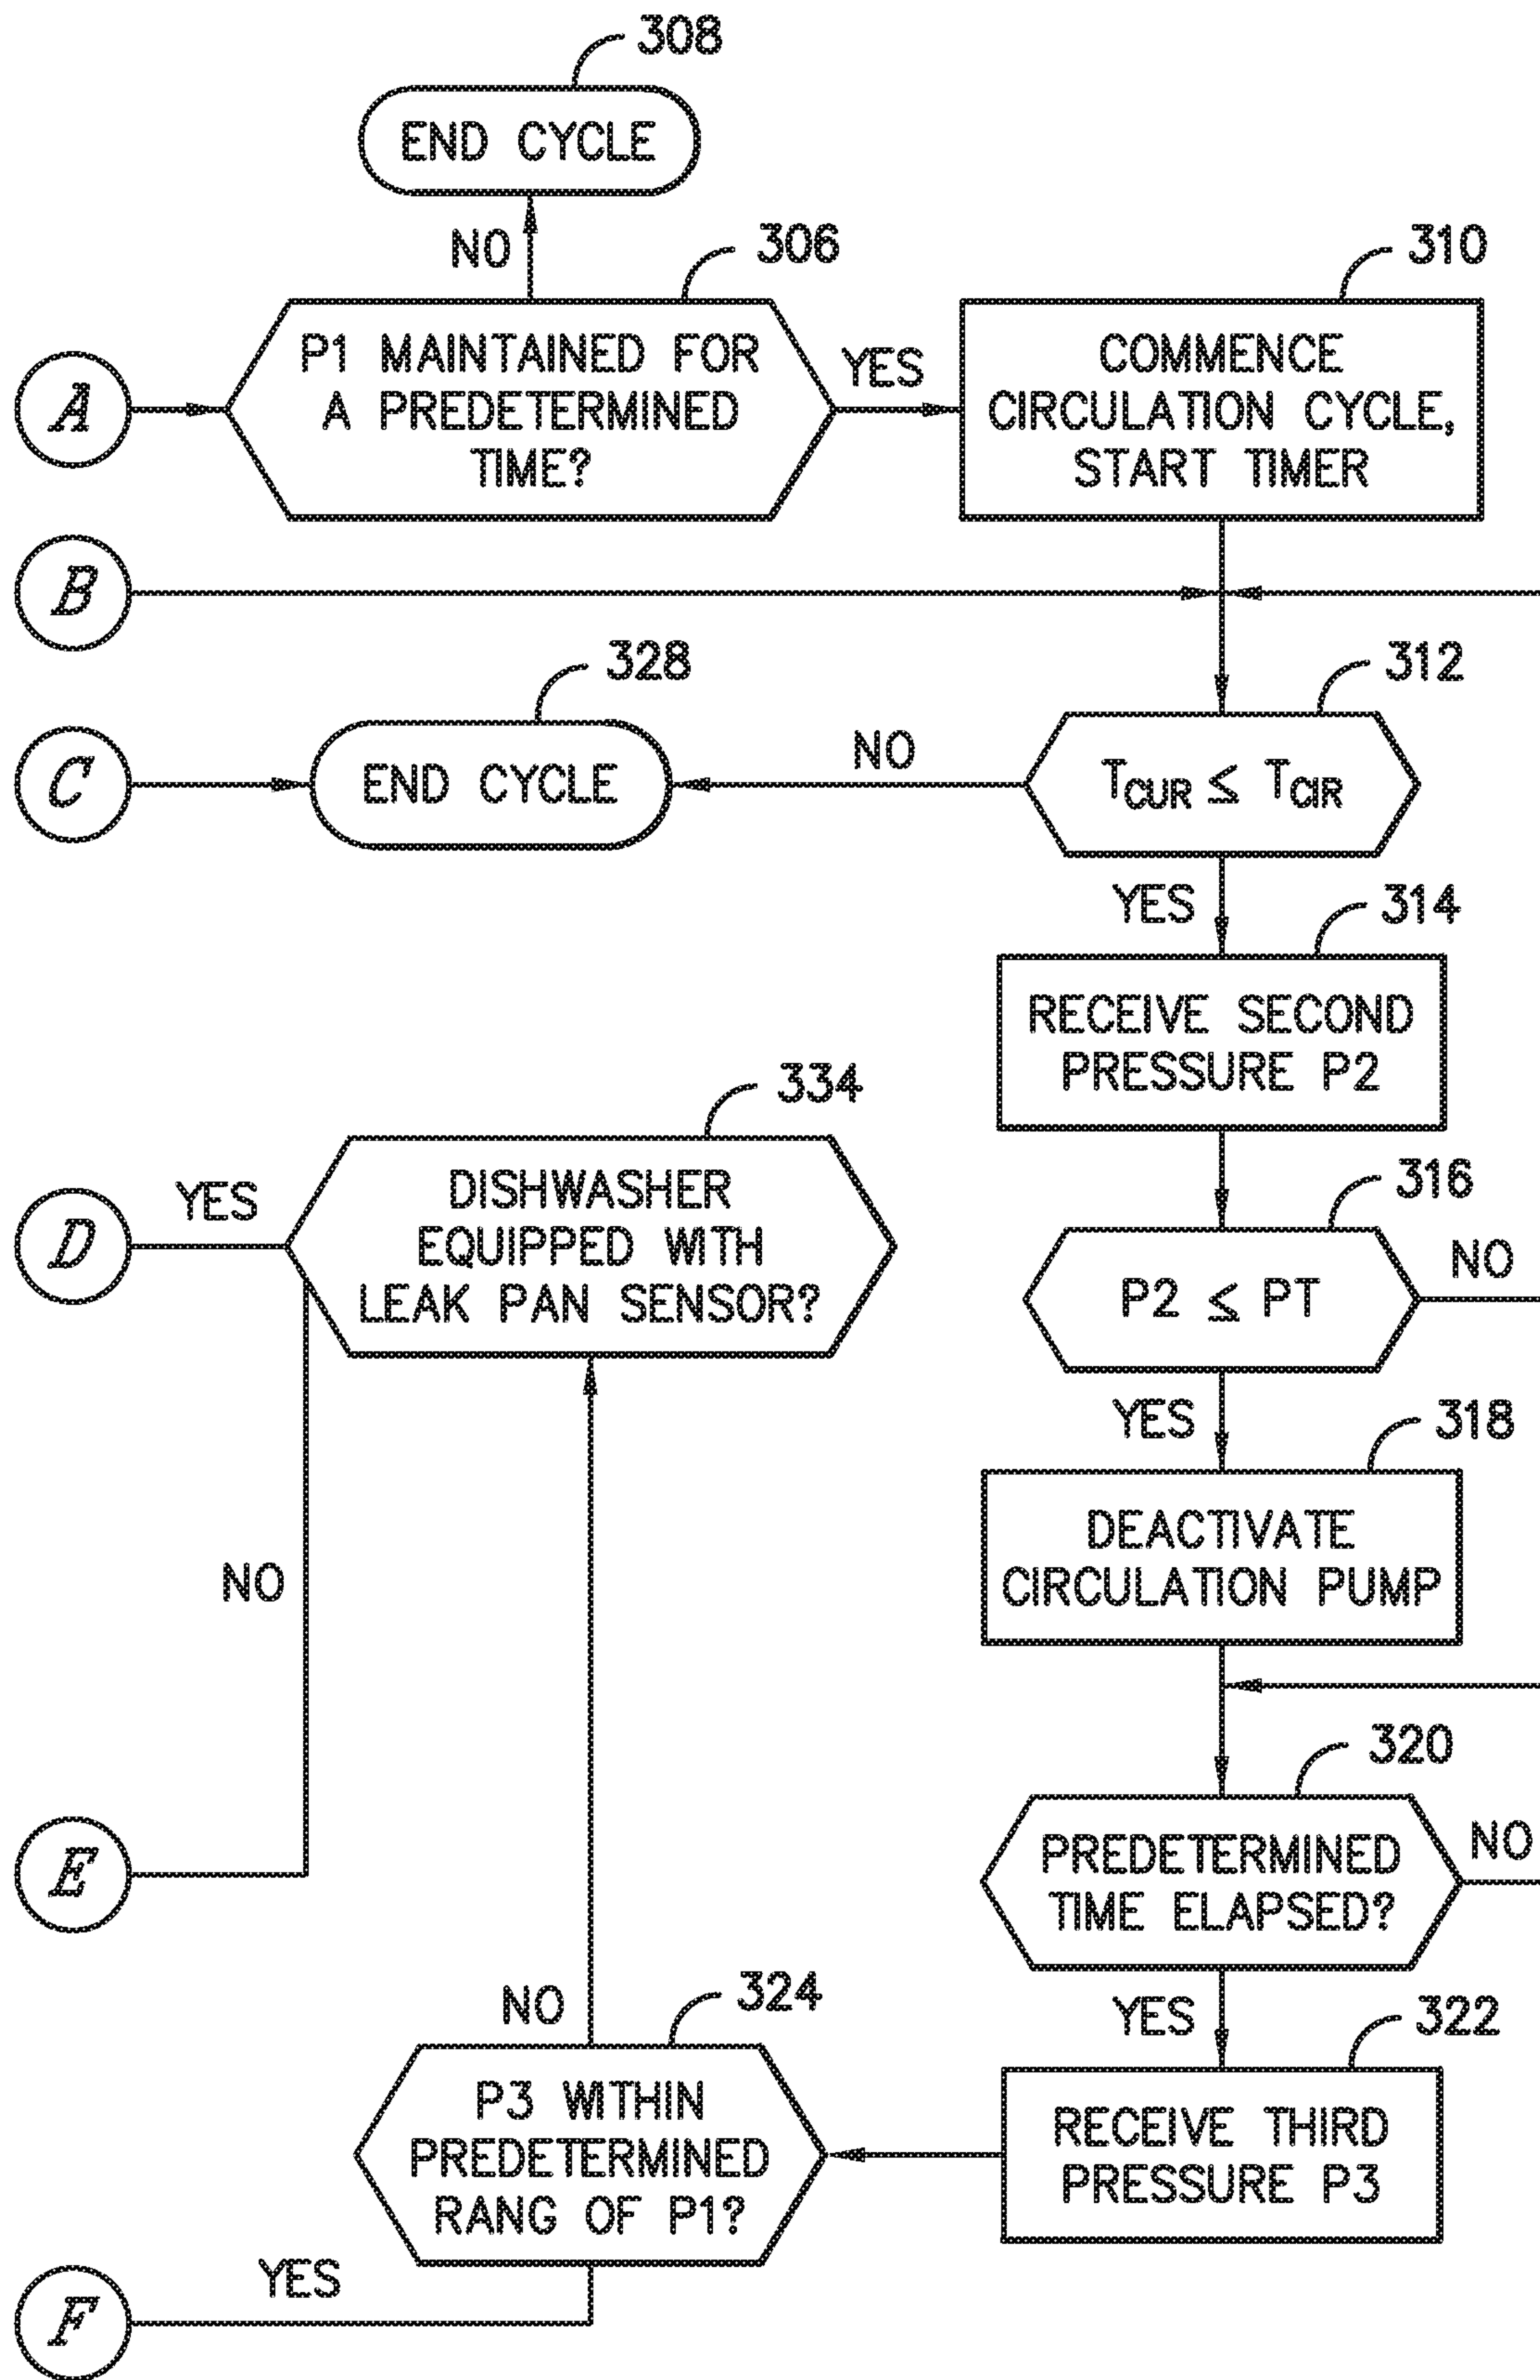 308
END CYCLE
NO
306
310
P1 MAINTAINED FOR
A PREDETERMINED
TIME?
YES
COMMENCE
CIRCULATION CYCLE,
START TIMER
A
B
328
312
C
END CYCLE
NO
TCUR ≤ TCIR
YES
314
RECEIVE SECOND
PRESSURE P2
334
D
YES
DISHWASHER
EQUIPPED WITH
LEAK PAN SENSOR?
316
P2 ≤ PT
NO
YES
318
NO
DEACTIVATE
CIRCULATION PUMP
320
E
PREDETERMINED
TIME ELAPSED?
NO
NO
324
YES
322
P3 WITHIN
PREDETERMINED
RANG OF P1?
RECEIVE THIRD
PRESSURE P3
YES
F